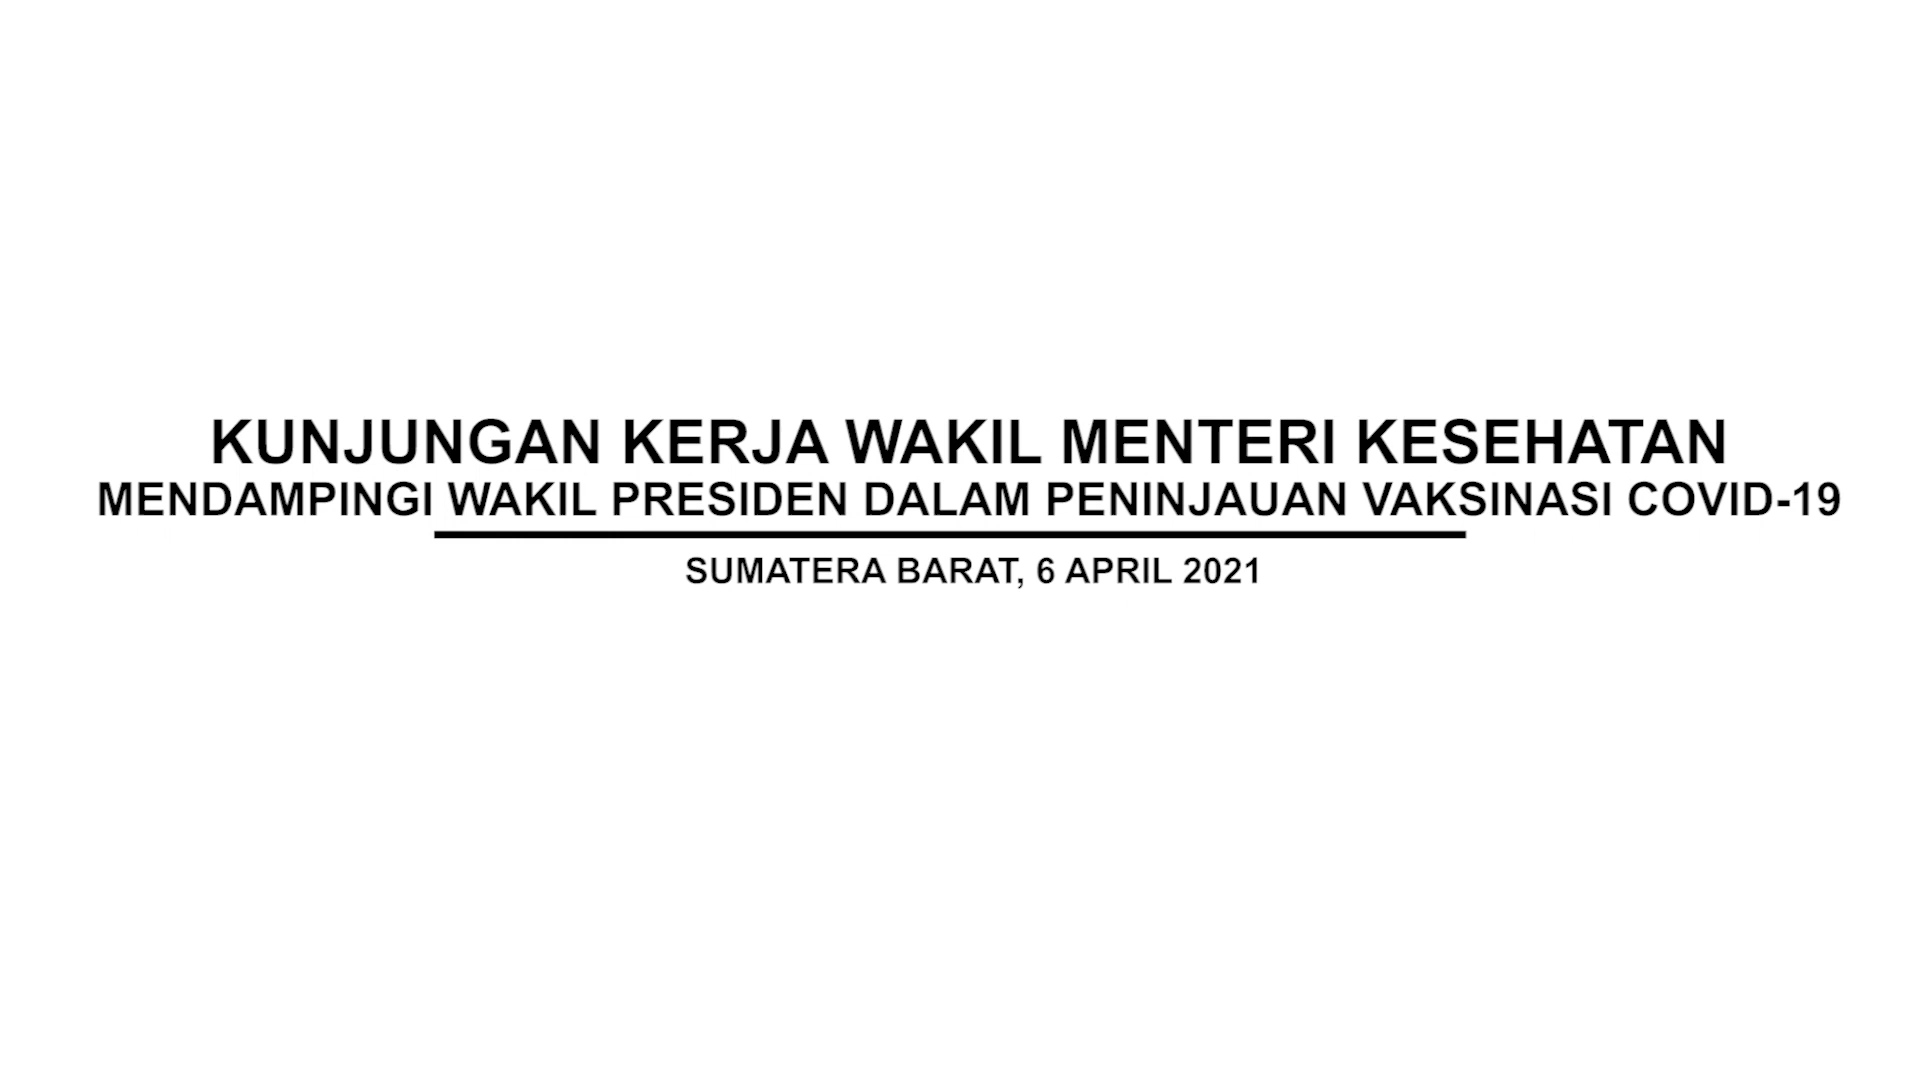 KUNJUNGAN KERJA WAKIL MENTERI KESEHATAN
MENDAMPINGI WAKIL PRESIDEN DALAM PENINJAUAN VAKSINASI COVID-19
SUMATERA BARAT, 6 APRIL 2021